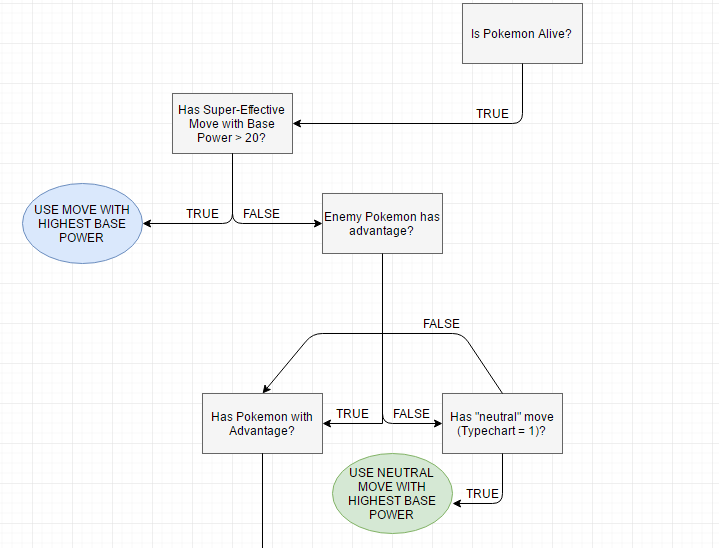 Is Pokemon Alive?
TRUE
Has Super-Effective
Move with Base
Power > 20?
TRUE
FALSE
USE MOVE WITH
HIGHEST BASE
POWER
Enemy Pokemon has
advantage?
FALSE
Has Pokemon with
Advantage?
TRUE
FALSE
Has "neutral" move
(Typechart = 1)?
USE NEUTRAL
MOVE WITH
HIGHEST BASE
POWER
TRUE